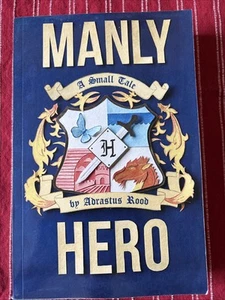 MANLY
A Small Tale
H
by Adrastus Rood
HERO